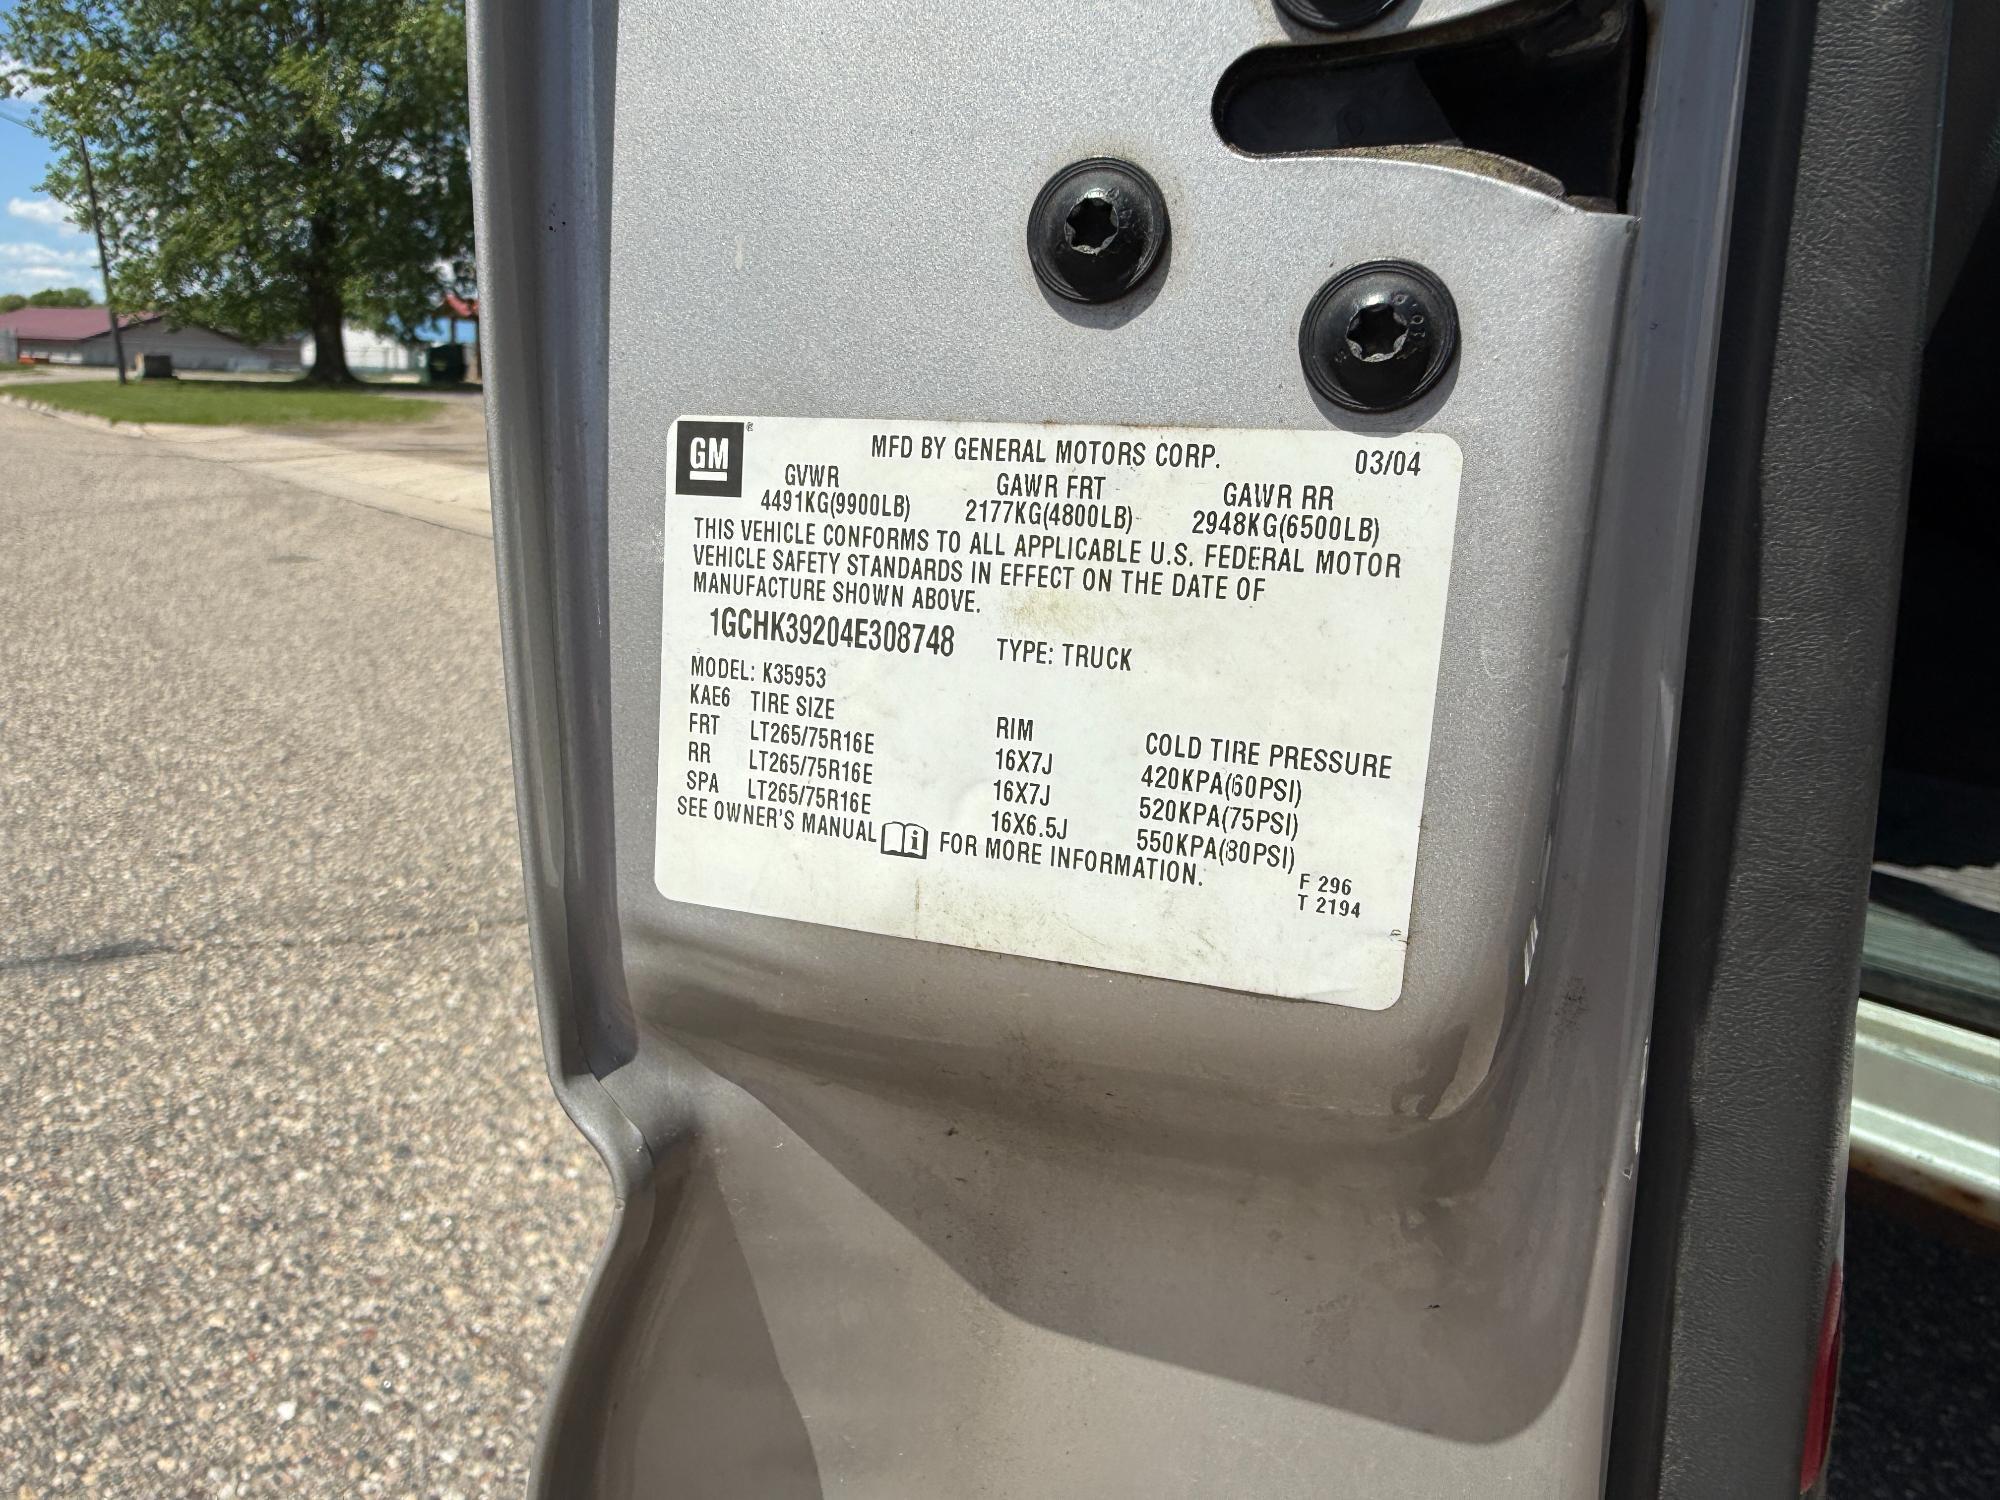 GM
MFD BY GENERAL MOTORS CORP. 03/04
GVWR GAWR FRT GAWR RR
4491KG(9900LB) 2177KG(4800LB) 2948KG(6500LB)
THIS VEHICLE CONFORMS TO ALL APPLICABLE U.S. FEDERAL MOTOR
VEHICLE SAFETY STANDARDS IN EFFECT ON THE DATE OF
MANUFACTURE SHOWN ABOVE.
1GCHK39204E308748 TYPE: TRUCK
MODEL: K35953
KAE6 TIRE SIZE RIM COLD TIRE PRESSURE
FRT LT265/75R16E 16X7J 420KPA(60PSI)
RR LT265/75R16E 16X7J 520KPA(75PSI)
SPA LT265/75R16E 16X6.5J 550KPA(80PSI)
SEE OWNER'S MANUAL FOR MORE INFORMATION.
F 296
T 2194